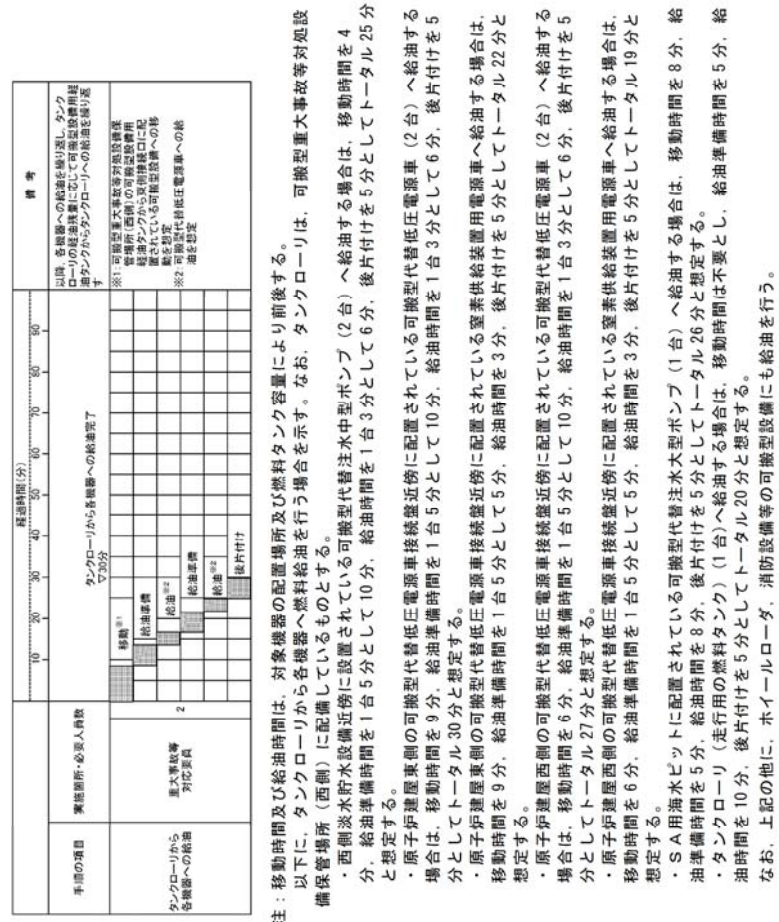 手順の項目
実施箇所・必要人員数
経過時間(分)
10 20 30 40 50 60 70 80 90
備考
タンクローリから
各機器への給油
重大事故等
対応要員
2
タンクローリから各機器への給油完了
▽30分
移動※1
給油準備
給油※2
給油準備
給油※2
後片付け
以降，各機器への給油を繰り返し，タンク
ローリの軽油残量に応じて可搬型設備用軽
油タンクからタンクローリへの給油を繰り返
す
※1：可搬型重大事故等対処設備保
管場所(西側)の可搬型設備用
軽油タンクから東側接続口に配
置されている可搬型設備への移
動を想定
※2：可搬型代替低圧電源車への給
油を想定
注：移動時間及び給油時間は，対象機器の配置場所及び燃料タンク容量により前後する。
以下に，タンクローリから各機器へ燃料給油を行う場合を示す。なお，タンクローリは，可搬型重大事故等対処設
備保管場所（西側）に配備しているものとする。
・西側淡水貯水設備近傍に設置されている可搬型代替注水中型ポンプ（2台）へ給油する場合は，移動時間を4
分，給油準備時間を1台5分として10分，給油時間を1台3分として6分，後片付けを5分としてトータル25分
と想定する。
・原子炉建屋東側の可搬型代替低圧電源車接続盤近傍に配置されている可搬型代替低圧電源車（2台）へ給油する
場合は，移動時間を9分，給油準備時間を1台5分として10分，給油時間を1台3分として6分，後片付けを5
分としてトータル30分と想定する。
・原子炉建屋東側の可搬型代替低圧電源車接続盤近傍に配置されている窒素供給装置用電源車へ給油する場合は，
移動時間を9分，給油準備時間を1台5分として5分，給油時間を3分，後片付けを5分としてトータル22分と
想定する。
・原子炉建屋西側の可搬型代替低圧電源車接続盤近傍に配置されている可搬型代替低圧電源車（2台）へ給油する
場合は，移動時間を6分，給油準備時間を1台5分として10分，給油時間を1台3分として6分，後片付けを5
分としてトータル27分と想定する。
・原子炉建屋西側の可搬型代替低圧電源車接続盤近傍に配置されている窒素供給装置用電源車へ給油する場合は，
移動時間を6分，給油準備時間を1台5分として5分，給油時間を3分，後片付けを5分としてトータル19分と
想定する。
・ＳＡ用海水ピットに配置されている可搬型代替注水大型ポンプ（1台）へ給油する場合は，移動時間を8分，給
油準備時間を5分，給油時間を8分，後片付けを5分としてトータル26分と想定する。
・タンクローリ（走行用の燃料タンク）（1台）へ給油する場合は，移動時間は不要とし，給油準備時間を5分，給
油時間を10分，後片付けを5分としてトータル20分と想定する。
なお，上記の他に，ホイールローダ，消防設備等の可搬型設備にも給油を行う。